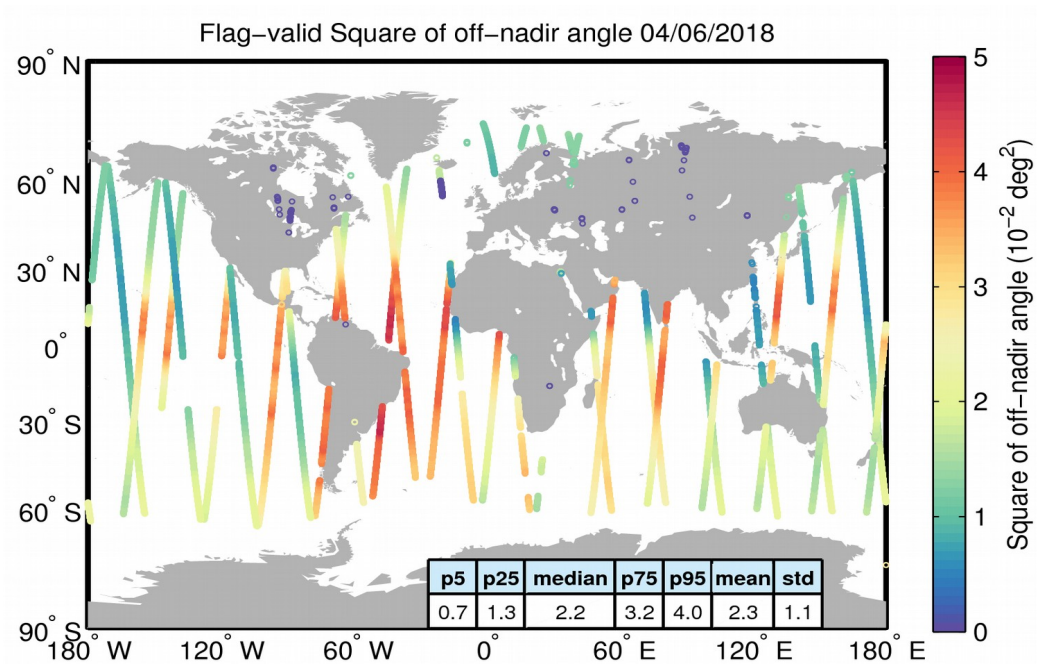 Flag−valid Square of off−nadir angle 04/06/2018
90° N
60° N
30° N
0°
30° S
60° S
90° S
180° W
120° W
60° W
0°
60° E
120° E
180° E
p5 p25 median p75 p95 mean std
0.7 1.3 2.2 3.2 4.0 2.3 1.1
5
4
3
2
1
0
Square of off−nadir angle (10⁻² deg²)